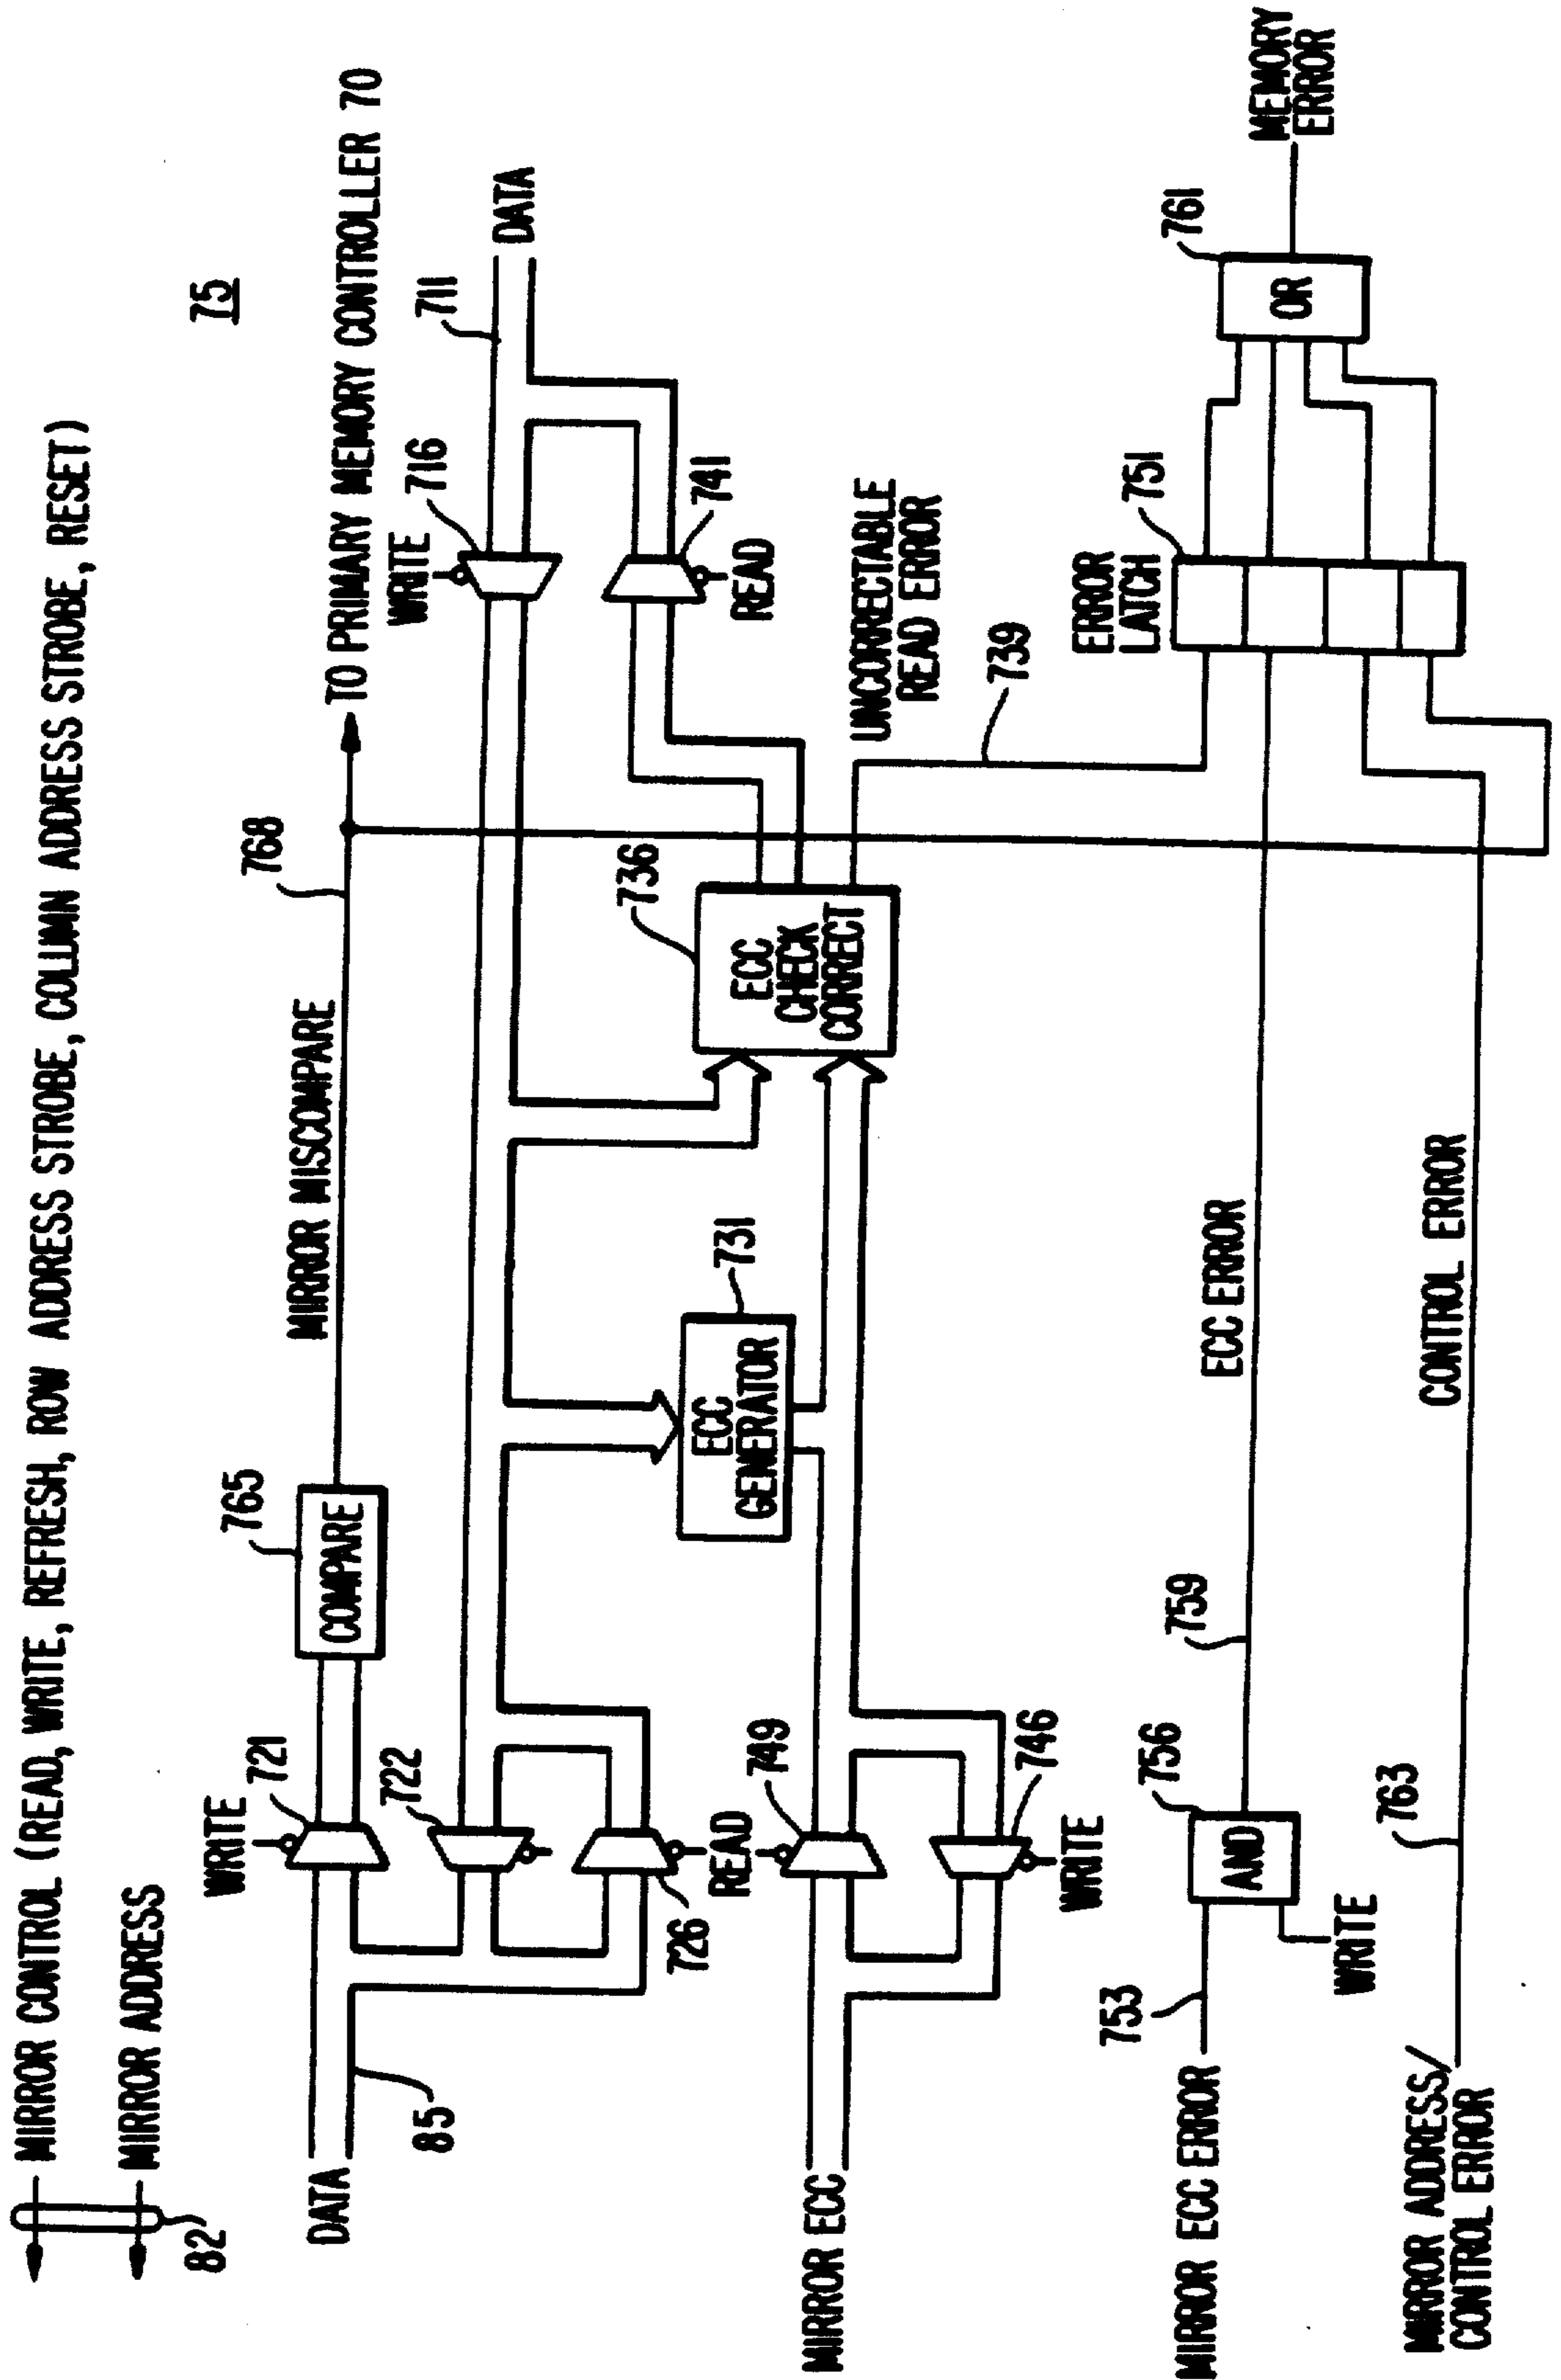 MIRROR CONTROL (READ, WRITE, REFRESH, ROW ADDRESS STROBE, COLUMN ADDRESS STROBE, RESET)
MIRROR ADDRESS
82
75
TO PRIMARY MEMORY CONTROLLER 70
768
MIRROR MISCOMPARE
765
COMPARE
WRITE
721
DATA
85
722
726
READ
WRITE
716
711
DATA
741
READ
736
ECC
CHECK
CORRECT
731
ECC
GENERATOR
UNCORRECTABLE
READ ERROR
739
MIRROR ECC
749
746
WRITE
ERROR
LATCH
751
761
OR
MEMORY
ERROR
MIRROR ECC ERROR
753
756
AND
WRITE
759
ECC ERROR
MIRROR ADDRESS/
CONTROL ERROR
763
CONTROL ERROR